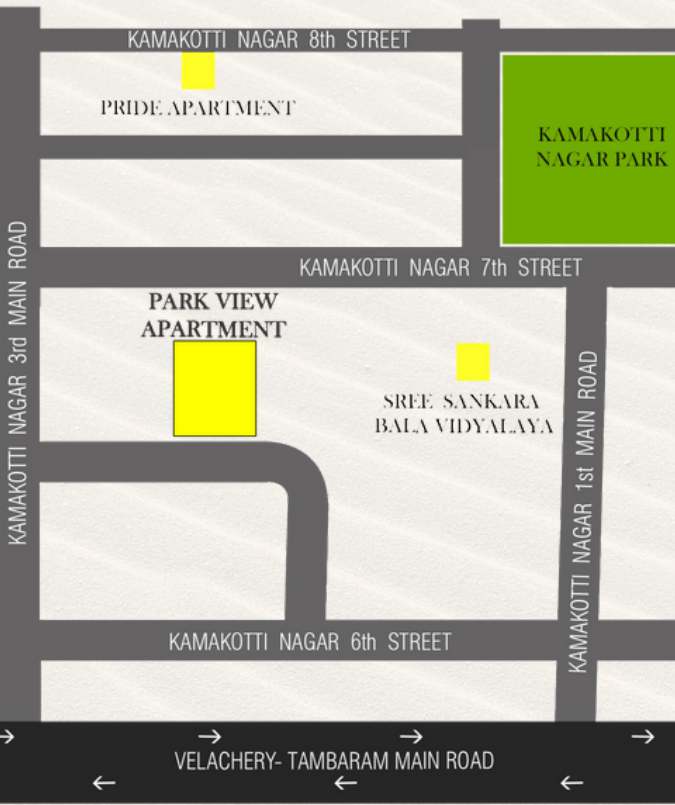 KAMAKOTTI NAGAR 8th STREET
PRIDE APARTMENT
KAMAKOTTI
NAGAR PARK
KAMAKOTTI NAGAR 3rd MAIN ROAD
KAMAKOTTI NAGAR 7th STREET
PARK VIEW
APARTMENT
SREE SANKARA
BALA VIDYALAYA
KAMAKOTTI NAGAR 1st MAIN ROAD
KAMAKOTTI NAGAR 6th STREET
VELACHERY- TAMBARAM MAIN ROAD